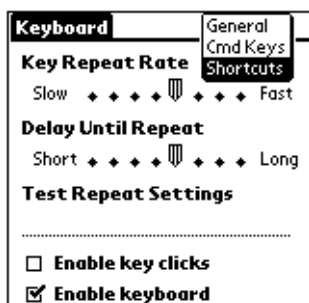 Keyboard
General
Cmd Keys
Shortcuts
Key Repeat Rate
Slow Fast
Delay Until Repeat
Short Long
Test Repeat Settings
Enable key clicks
Enable keyboard